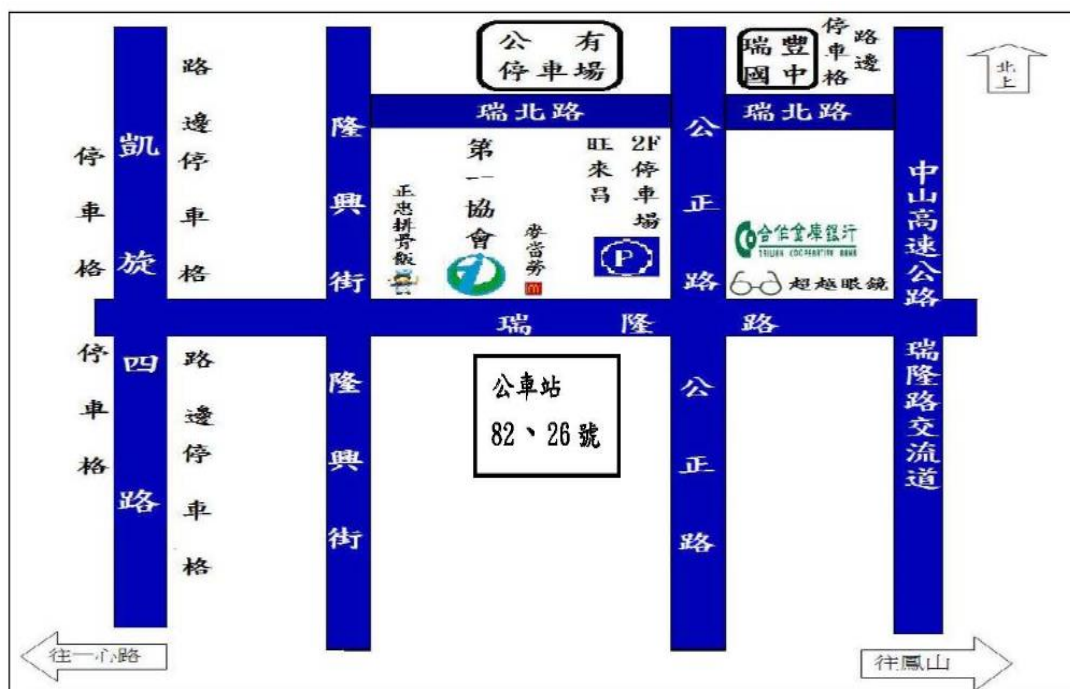 公有
停車場
瑞豐
國中
停車格
路邊
北上
凱旋四路
路邊停車格
停車格
隆興街
瑞北路
公正路
瑞北路
中山高速公路
第一協會
旺來昌
2F停車場
P
正忠排骨飯
麥當勞
合作金庫銀行
TAIWAN COOPERATIVE BANK
超越眼鏡
瑞隆路
停車格
路邊停車格
隆興街
公車站
82、26號
公正路
瑞隆路交流道
往一心路
往鳳山